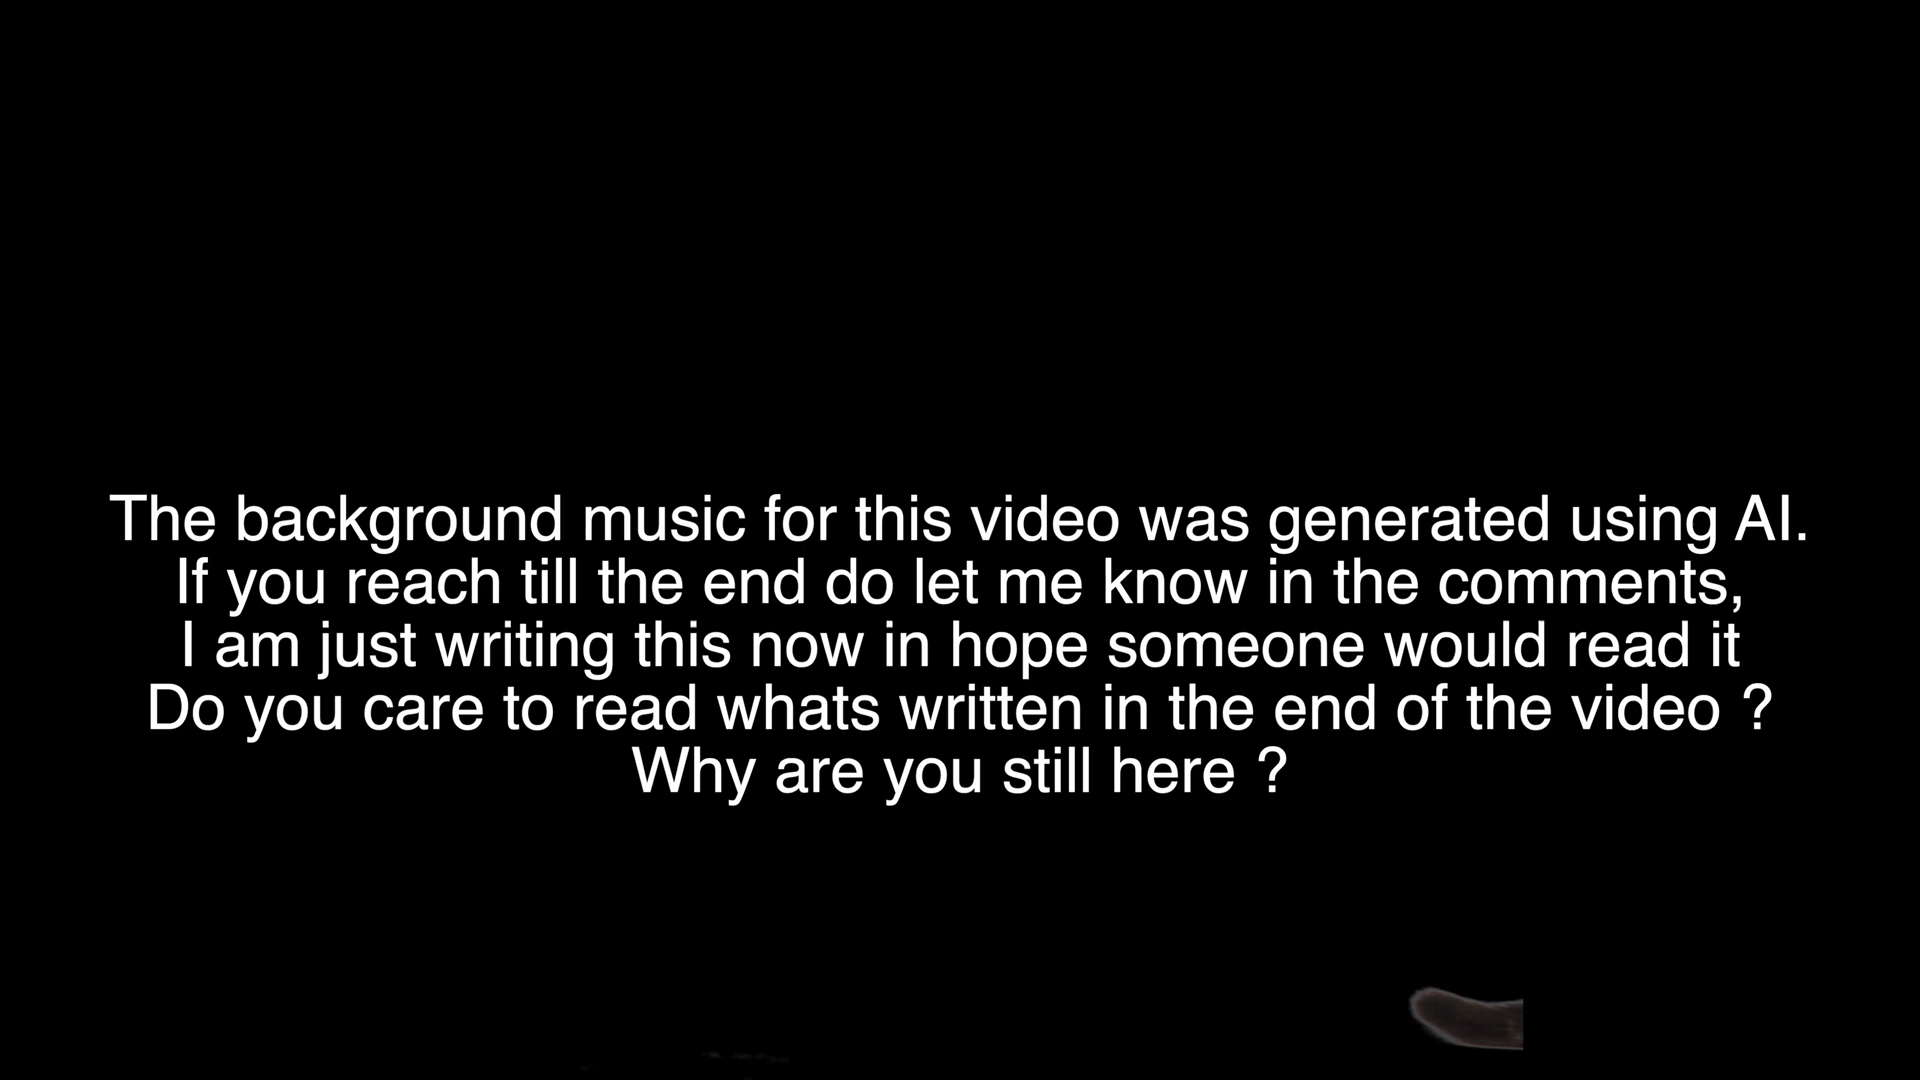 The background music for this video was generated using AI.
If you reach till the end do let me know in the comments,
I am just writing this now in hope someone would read it
Do you care to read whats written in the end of the video ?
Why are you still here ?